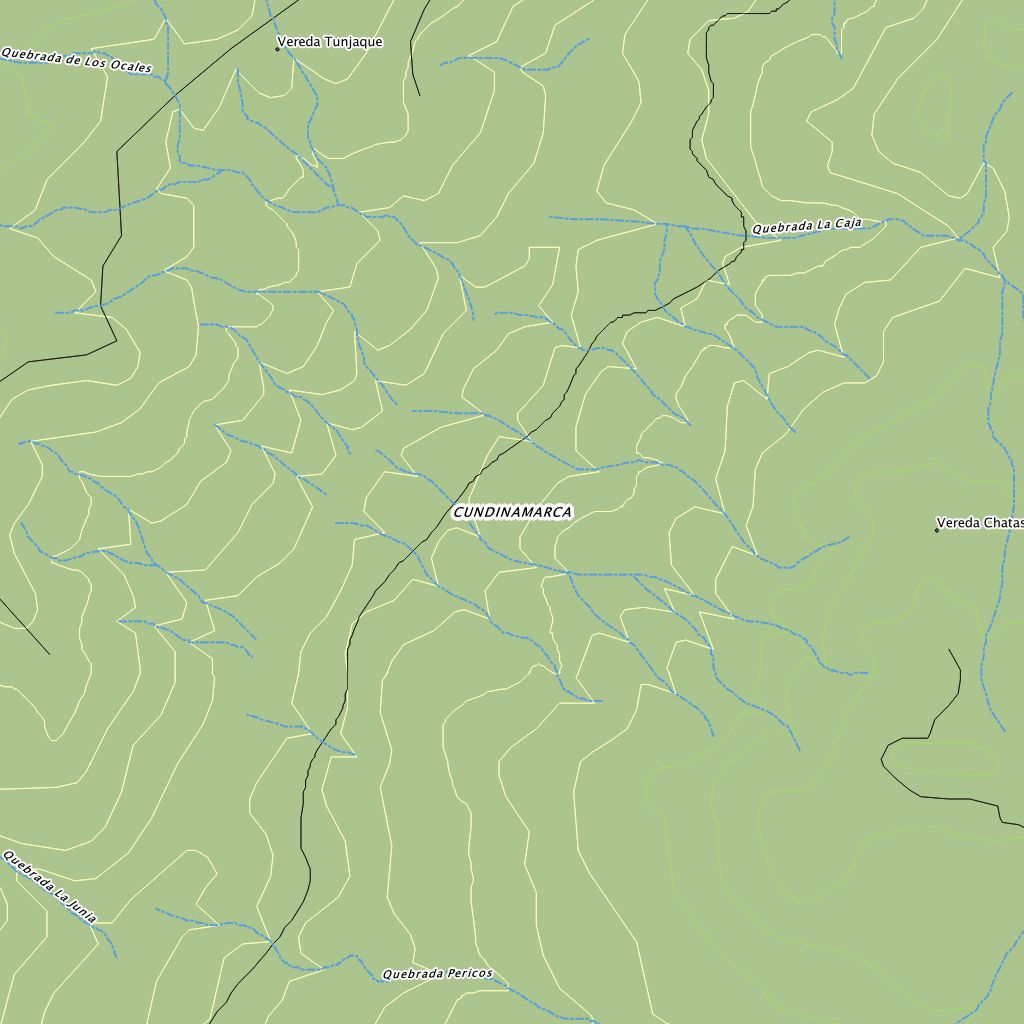 Vereda Tunjaque
Quebrada de Los Ocales
Quebrada La Caja
CUNDINAMARCA
Vereda Chatas
Quebrada La Junia
Quebrada Pericos